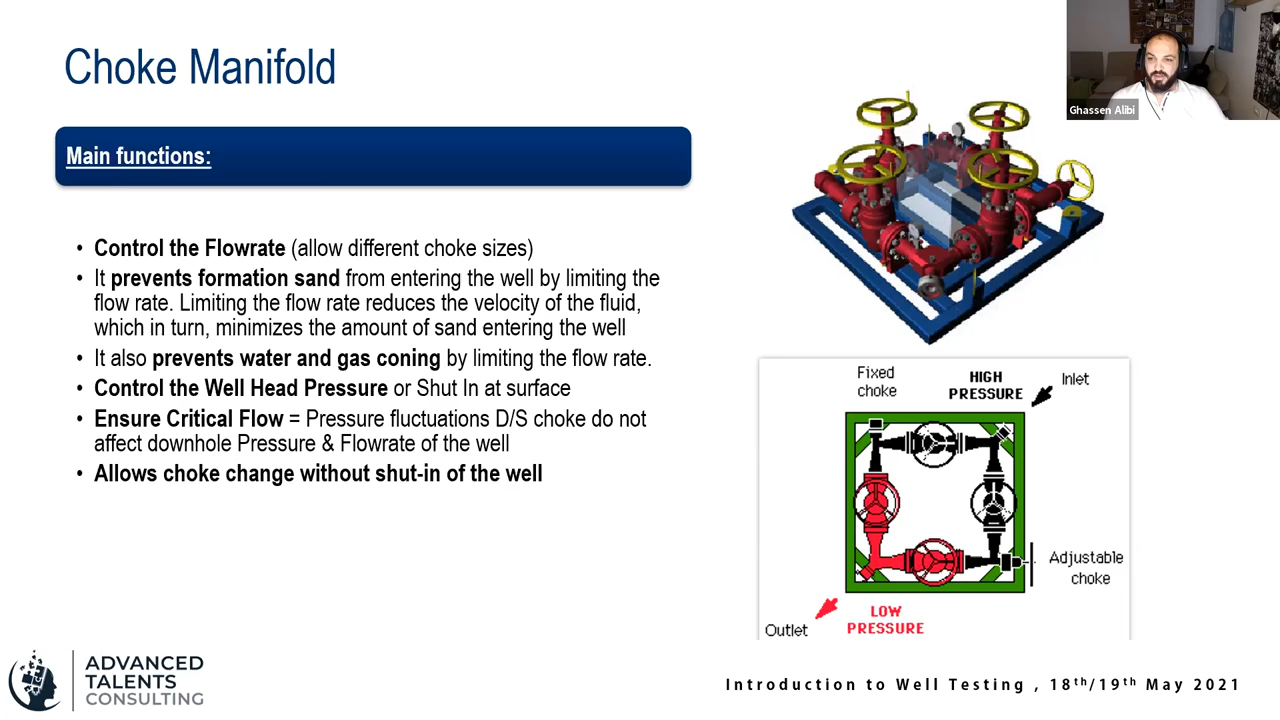 Choke Manifold
Ghassen Alibi
Main functions:
• Control the Flowrate (allow different choke sizes)
• It prevents formation sand from entering the well by limiting the
flow rate. Limiting the flow rate reduces the velocity of the fluid,
which in turn, minimizes the amount of sand entering the well
• It also prevents water and gas coning by limiting the flow rate.
• Control the Well Head Pressure or Shut In at surface
• Ensure Critical Flow = Pressure fluctuations D/S choke do not
affect downhole Pressure & Flowrate of the well
• Allows choke change without shut-in of the well
Fixed
choke
HIGH
PRESSURE
Inlet
Adjustable
choke
LOW
PRESSURE
Outlet
ADVANCED
TALENTS
CONSULTING
Introduction to Well Testing , 18th/19th May 2021